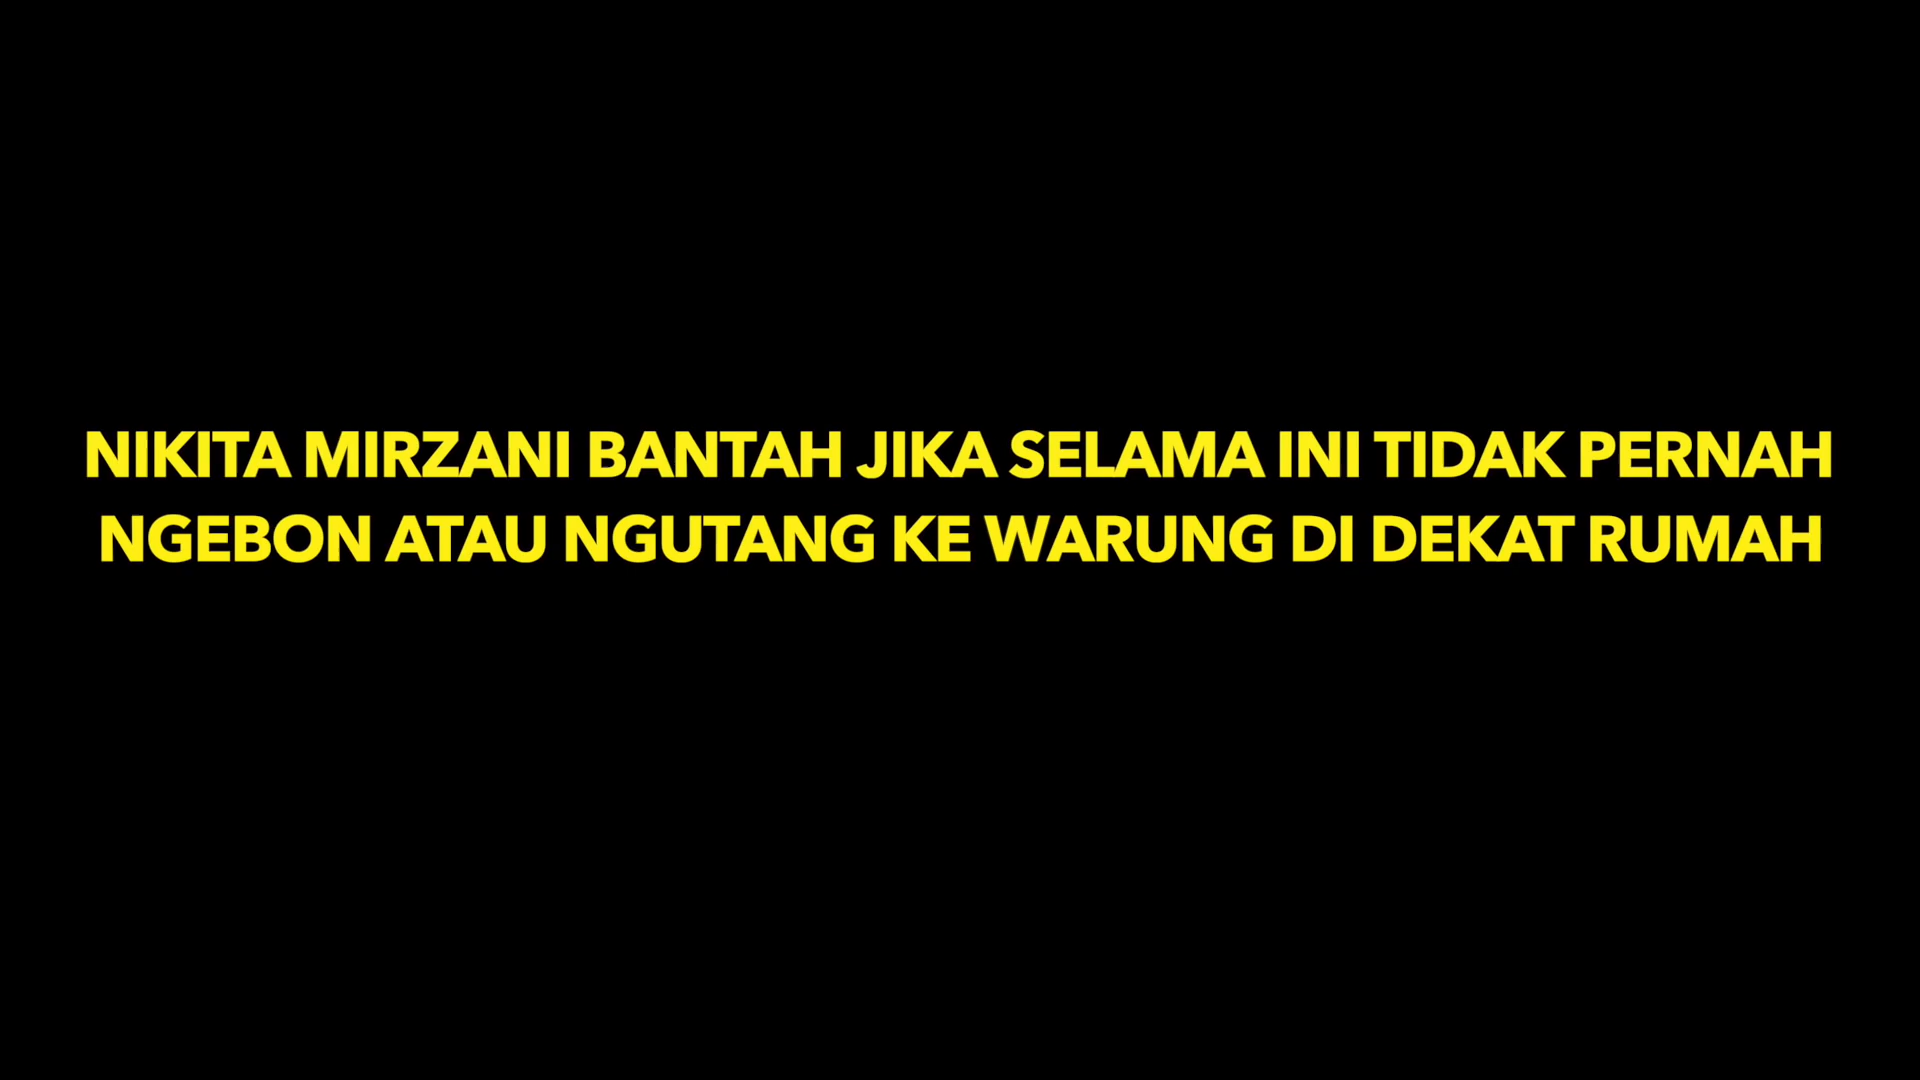 NIKITA MIRZANI BANTAH JIKA SELAMA INI TIDAK PERNAH
NGEBON ATAU NGUTANG KE WARUNG DI DEKAT RUMAH